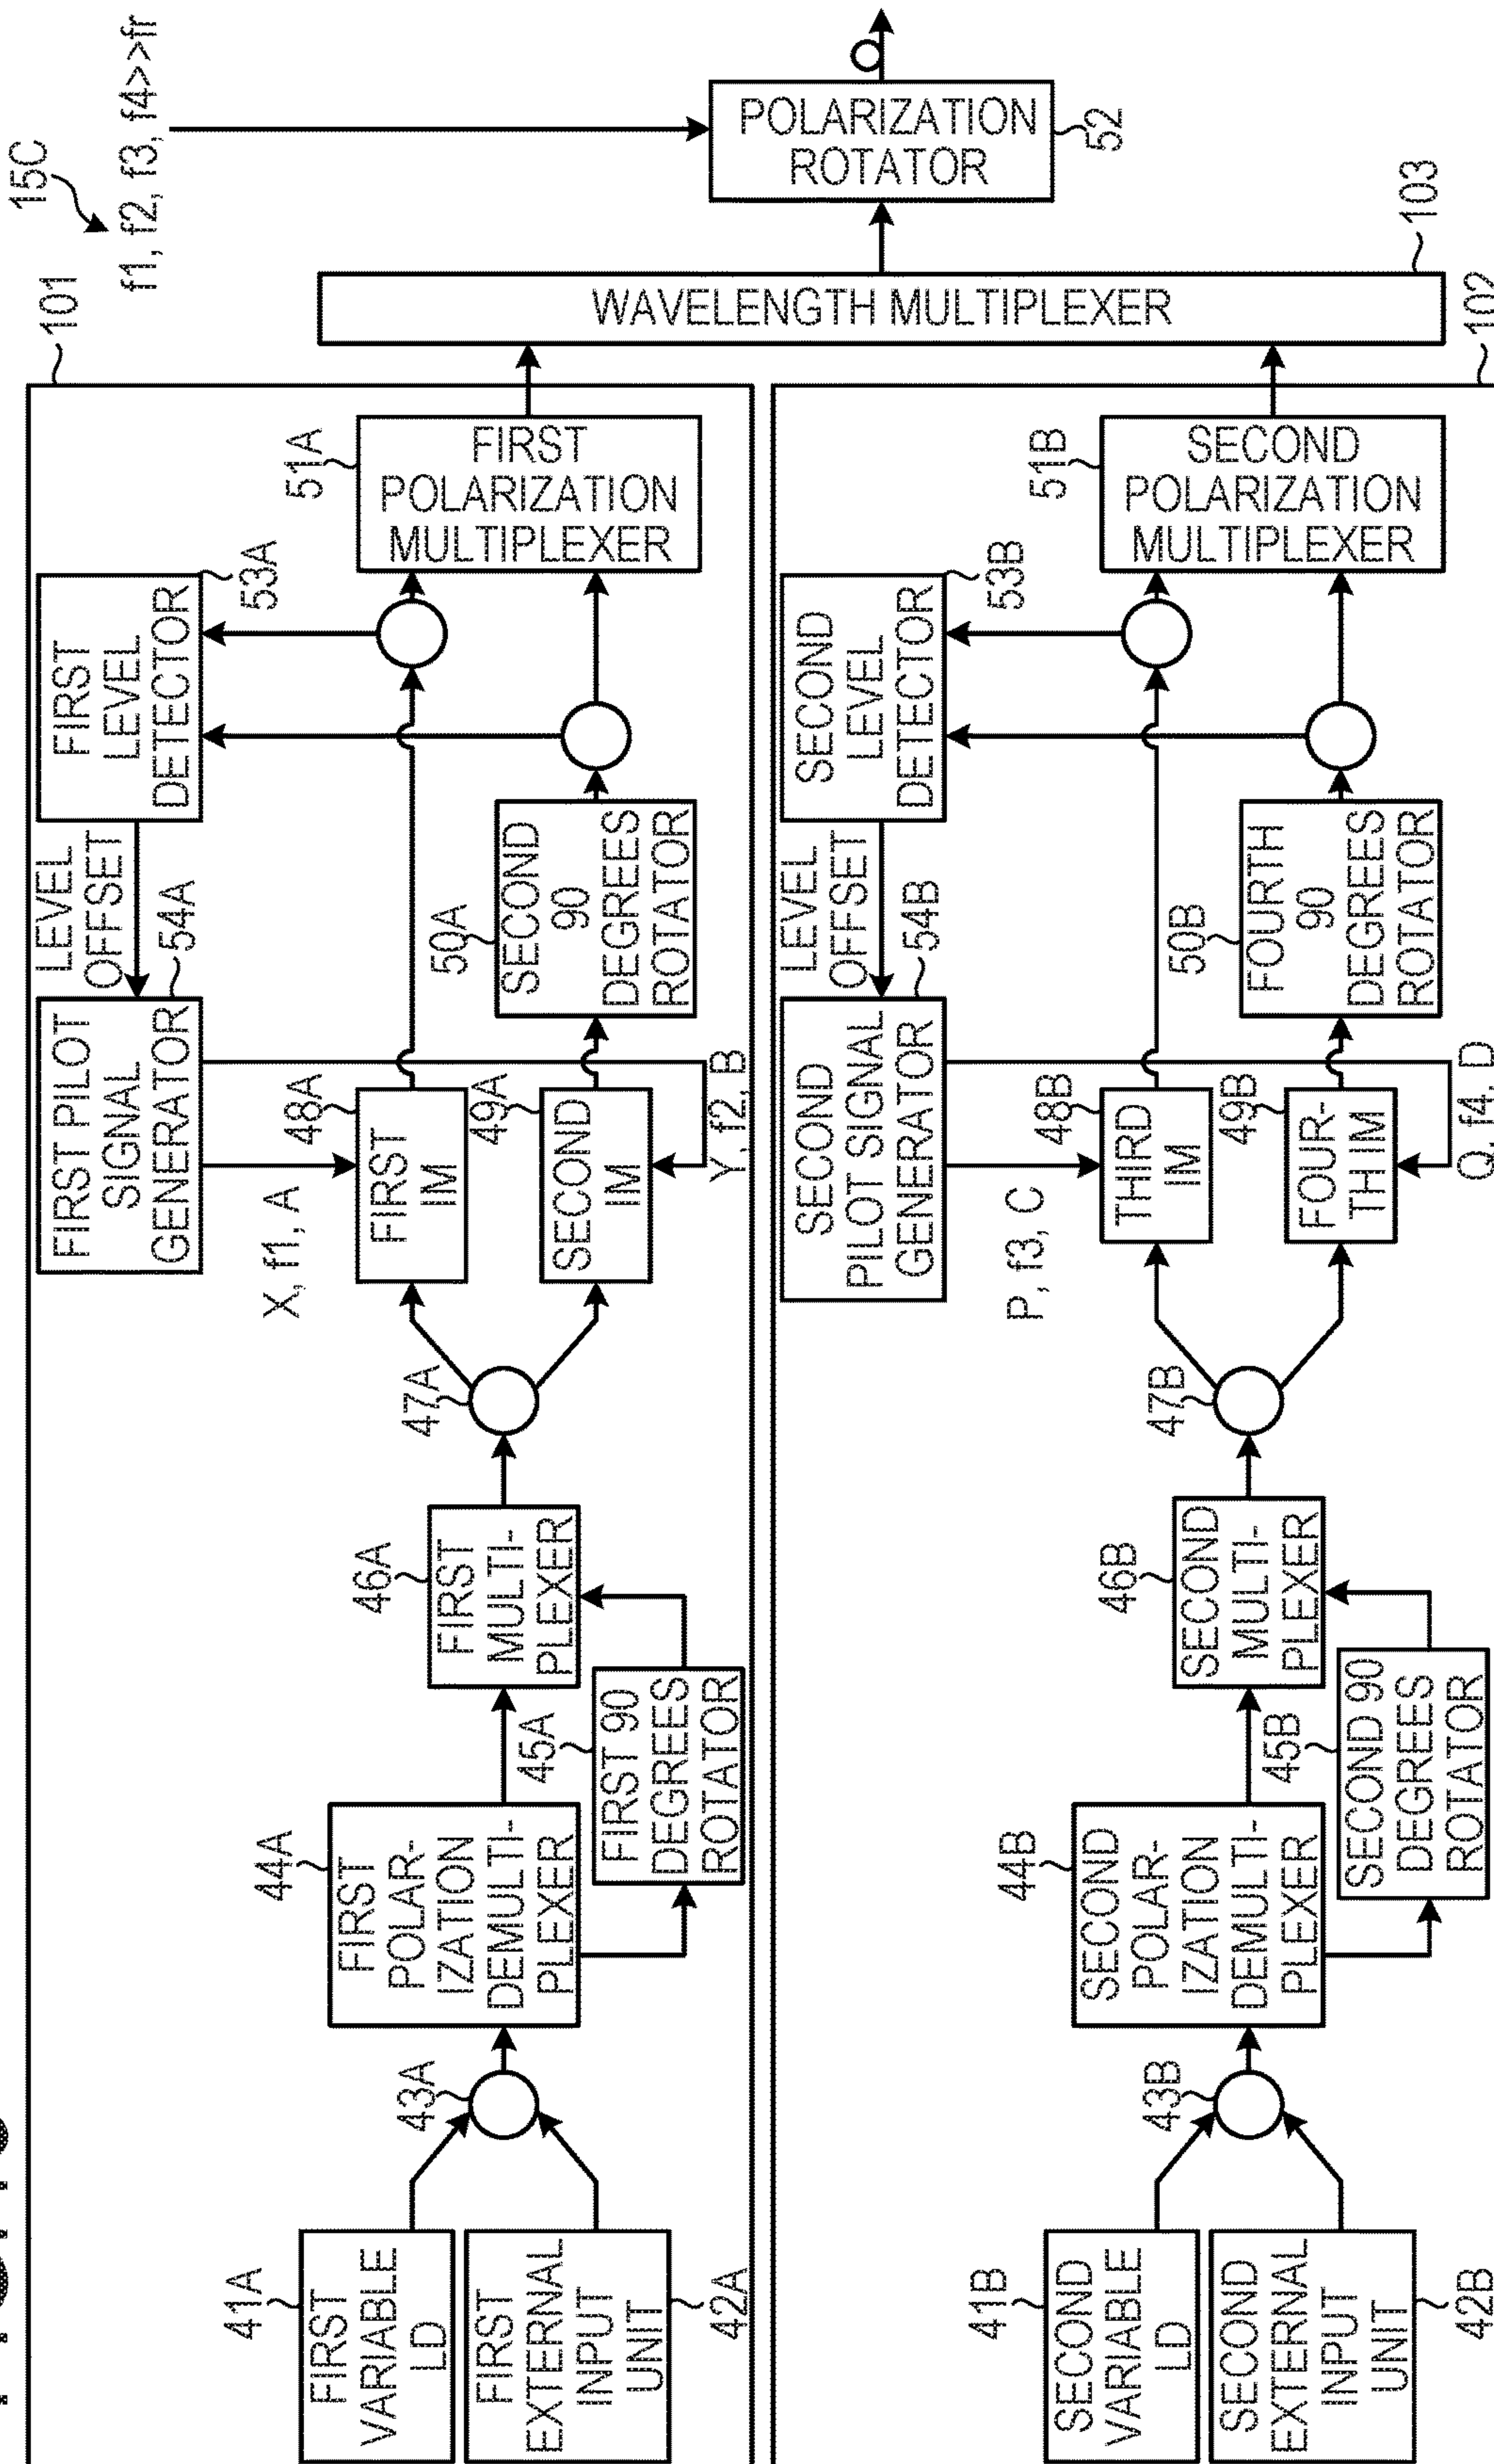 15C
f1, f2, f3, f4>>fr
101
FIRST
VARIABLE
LD
41A
FIRST
EXTERNAL
INPUT
UNIT
42A
43A
FIRST
POLAR-
IZATION
DEMULTI-
PLEXER
44A
FIRST 90
DEGREES
ROTATOR
45A
FIRST
MULTI-
PLEXER
46A
47A
FIRST PILOT
SIGNAL
GENERATOR
54A
LEVEL
OFFSET
FIRST
LEVEL
DETECTOR
53A
X, f1, A
FIRST
IM
48A
SECOND
IM
49A
Y, f2, B
SECOND
90
DEGREES
ROTATOR
50A
FIRST
POLARIZATION
MULTIPLEXER
51A
WAVELENGTH MULTIPLEXER
103
POLARIZATION
ROTATOR
52
102
SECOND
VARIABLE
LD
41B
SECOND
EXTERNAL
INPUT
UNIT
42B
43B
SECOND
POLAR-
IZATION
DEMULTI-
PLEXER
44B
SECOND 90
DEGREES
ROTATOR
45B
SECOND
MULTI-
PLEXER
46B
47B
SECOND
PILOT SIGNAL
GENERATOR
54B
LEVEL
OFFSET
SECOND
LEVEL
DETECTOR
53B
P, f3, C
THIRD
IM
48B
FOUR-
TH IM
49B
Q, f4, D
FOURTH
90
DEGREES
ROTATOR
50B
SECOND
POLARIZATION
MULTIPLEXER
51B